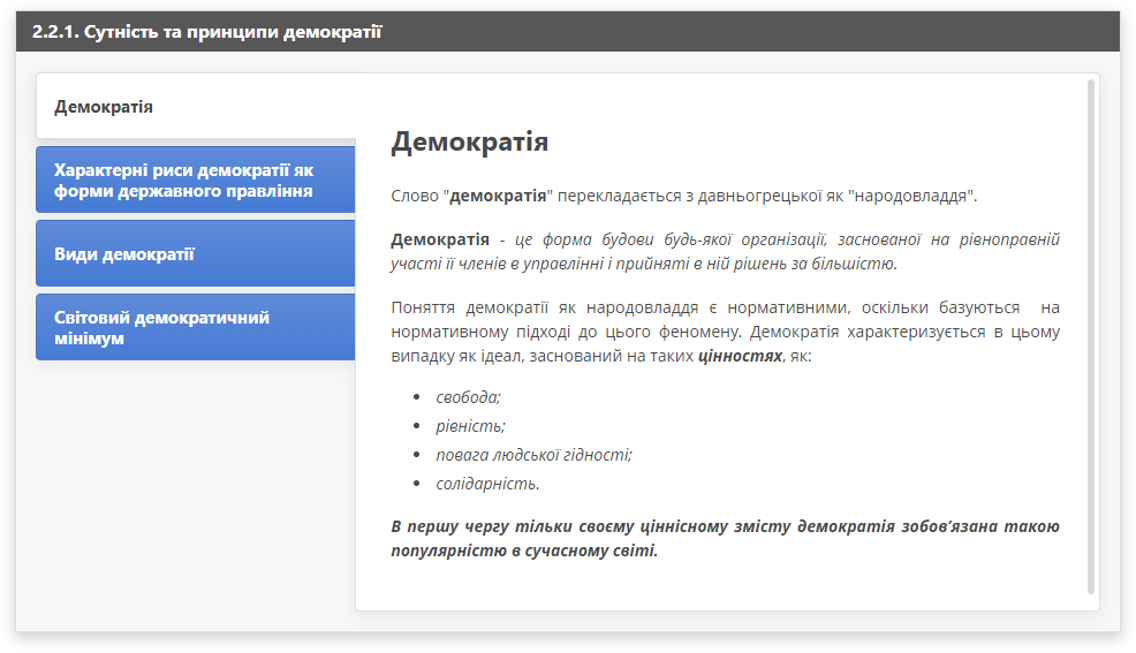 2.2.1. Сутність та принципи демократії
Демократія
Характерні риси демократії як
форми державного правління
Види демократії
Світовий демократичний
мінімум
Демократія
Слово "демократія" перекладається з давньогрецької як "народовладдя".
Демократія - це форма будови будь-якої організації, заснованої на рівноправній
участі її членів в управлінні і прийняті в ній рішень за більшістю.
Поняття демократії як народовладдя є нормативними, оскільки базуються на
нормативному підході до цього феномену. Демократія характеризується в цьому
випадку як ідеал, заснований на таких цінностях, як:
• свобода;
• рівність;
• повага людської гідності;
• солідарність.
В першу чергу тільки своєму ціннісному змісту демократія зобов’язана такою
популярністю в сучасному світі.